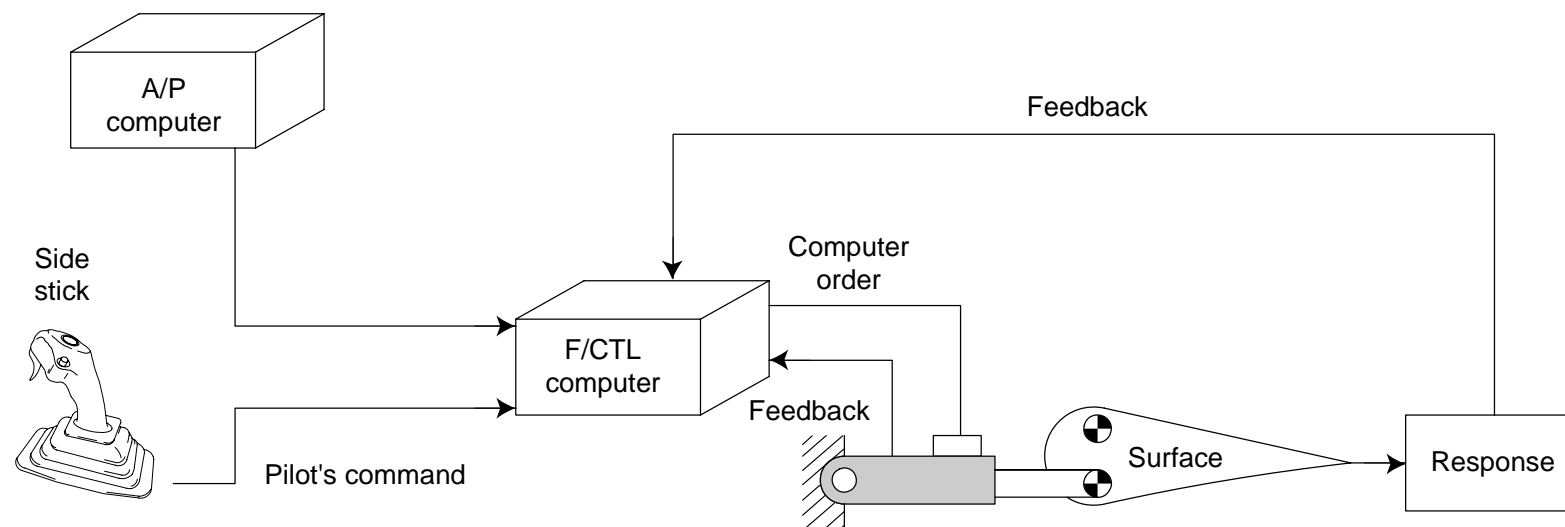 A/P
computer
Feedback
Side
stick
Computer
order
F/CTL
computer
Feedback
Surface
Response
Pilot's command